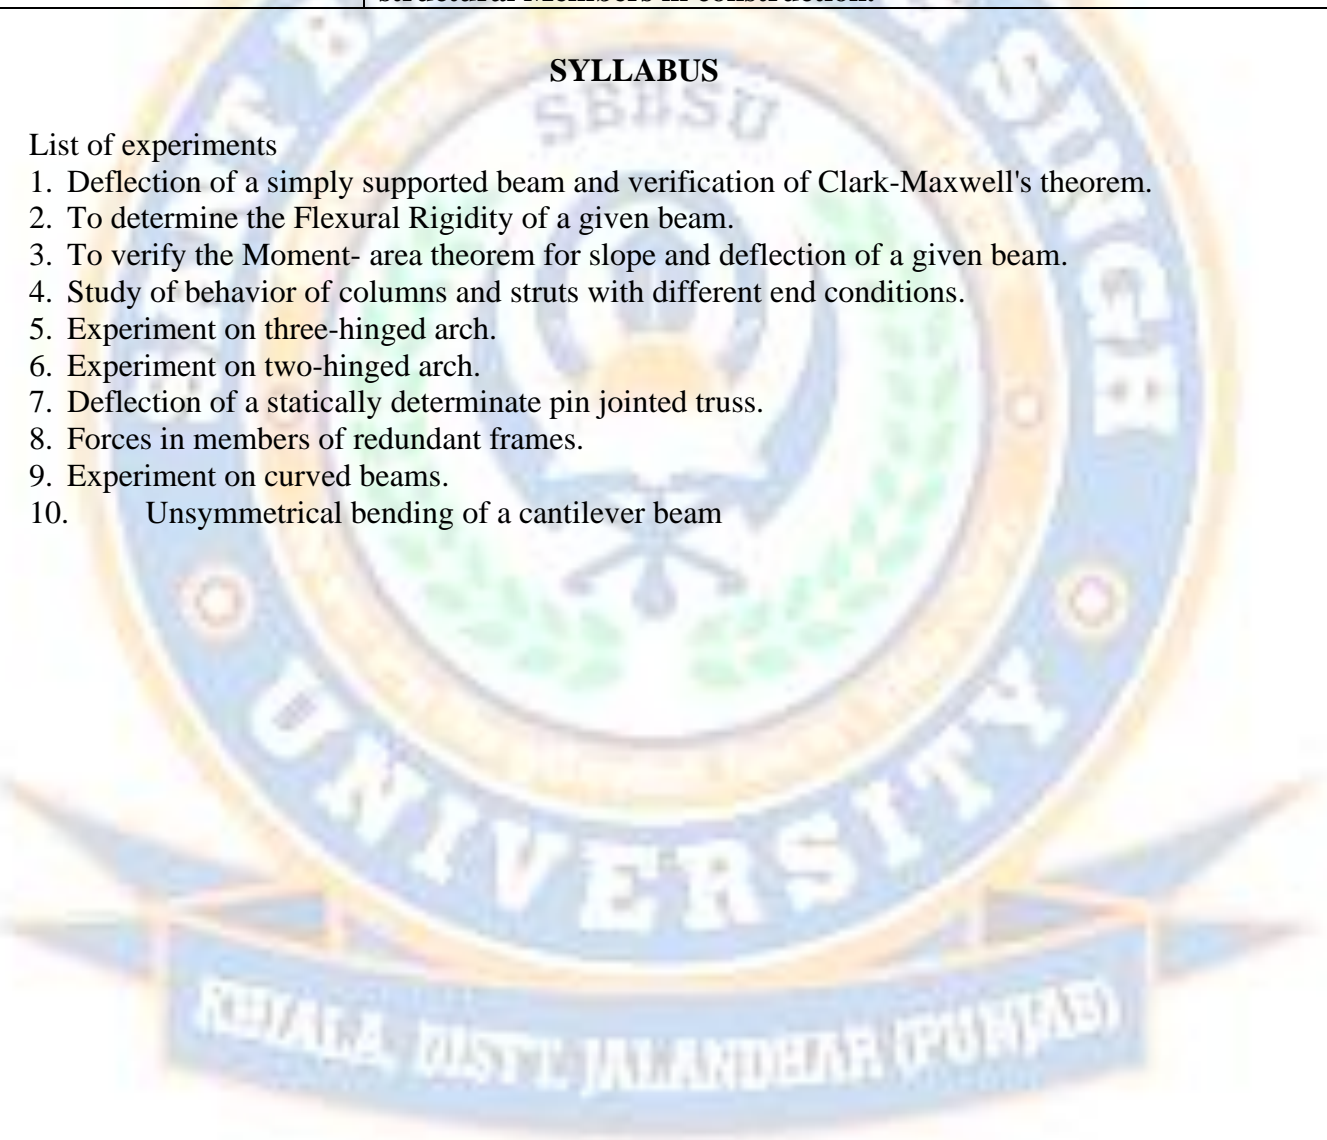 structural Members in construction.
SYLLABUS
SBBSU
SINGH
List of experiments
1. Deflection of a simply supported beam and verification of Clark-Maxwell's theorem.
2. To determine the Flexural Rigidity of a given beam.
3. To verify the Moment- area theorem for slope and deflection of a given beam.
4. Study of behavior of columns and struts with different end conditions.
5. Experiment on three-hinged arch.
6. Experiment on two-hinged arch.
7. Deflection of a statically determinate pin jointed truss.
8. Forces in members of redundant frames.
9. Experiment on curved beams.
10. Unsymmetrical bending of a cantilever beam
UNIVERSITY
KHIALA, DISTT. JALANDHAR (PUNJAB)